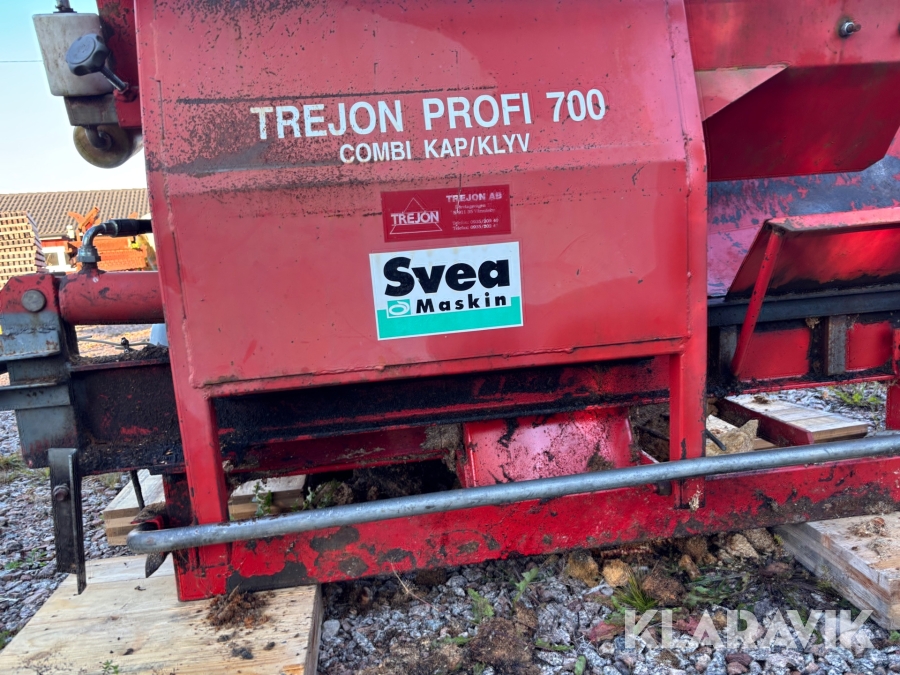 TREJON PROFI 700
COMBI KAP/KLYV
TREJON
TREJON AB
Svea
Maskin
KLARAVIK